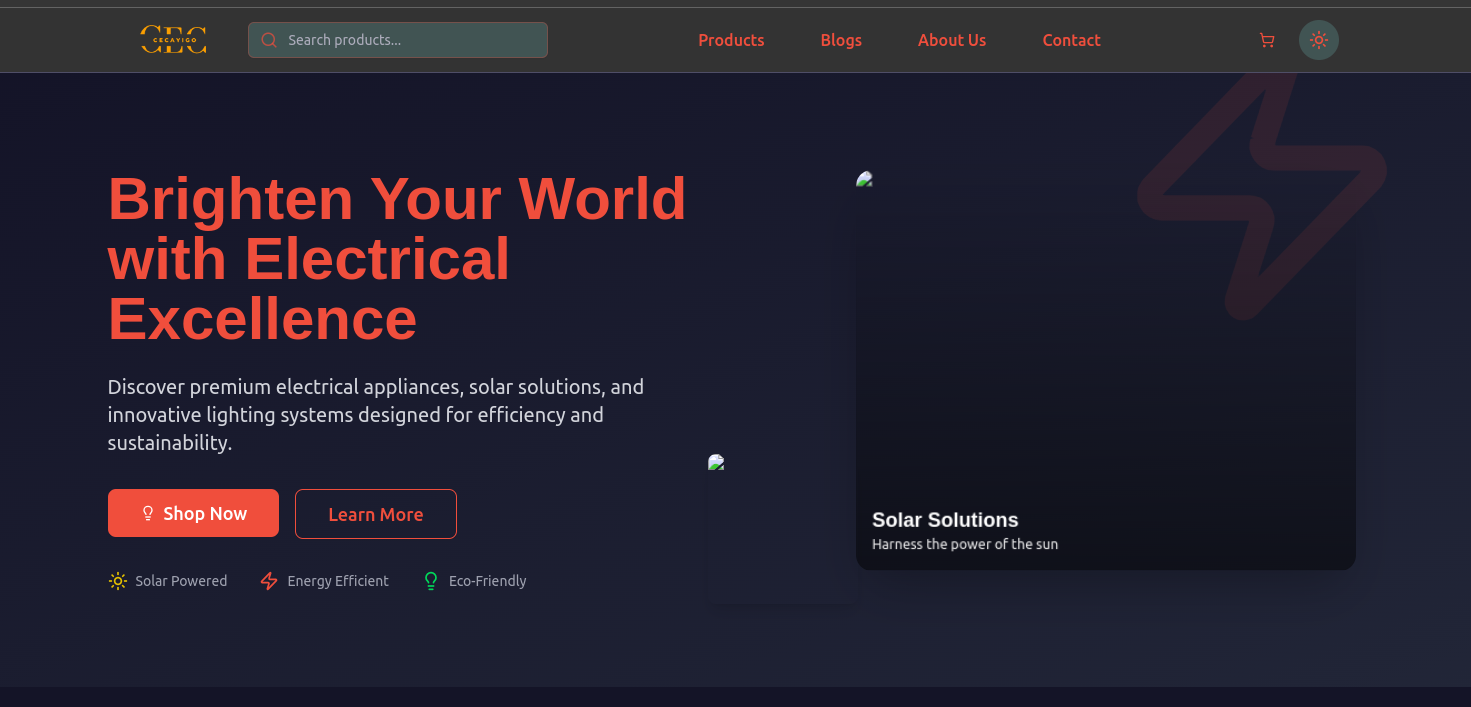 CEC
CECAVIGO
Search products...
Products
Blogs
About Us
Contact
Brighten Your World
with Electrical
Excellence
Discover premium electrical appliances, solar solutions, and
innovative lighting systems designed for efficiency and
sustainability.
Shop Now
Learn More
Solar Powered
Energy Efficient
Eco-Friendly
Solar Solutions
Harness the power of the sun